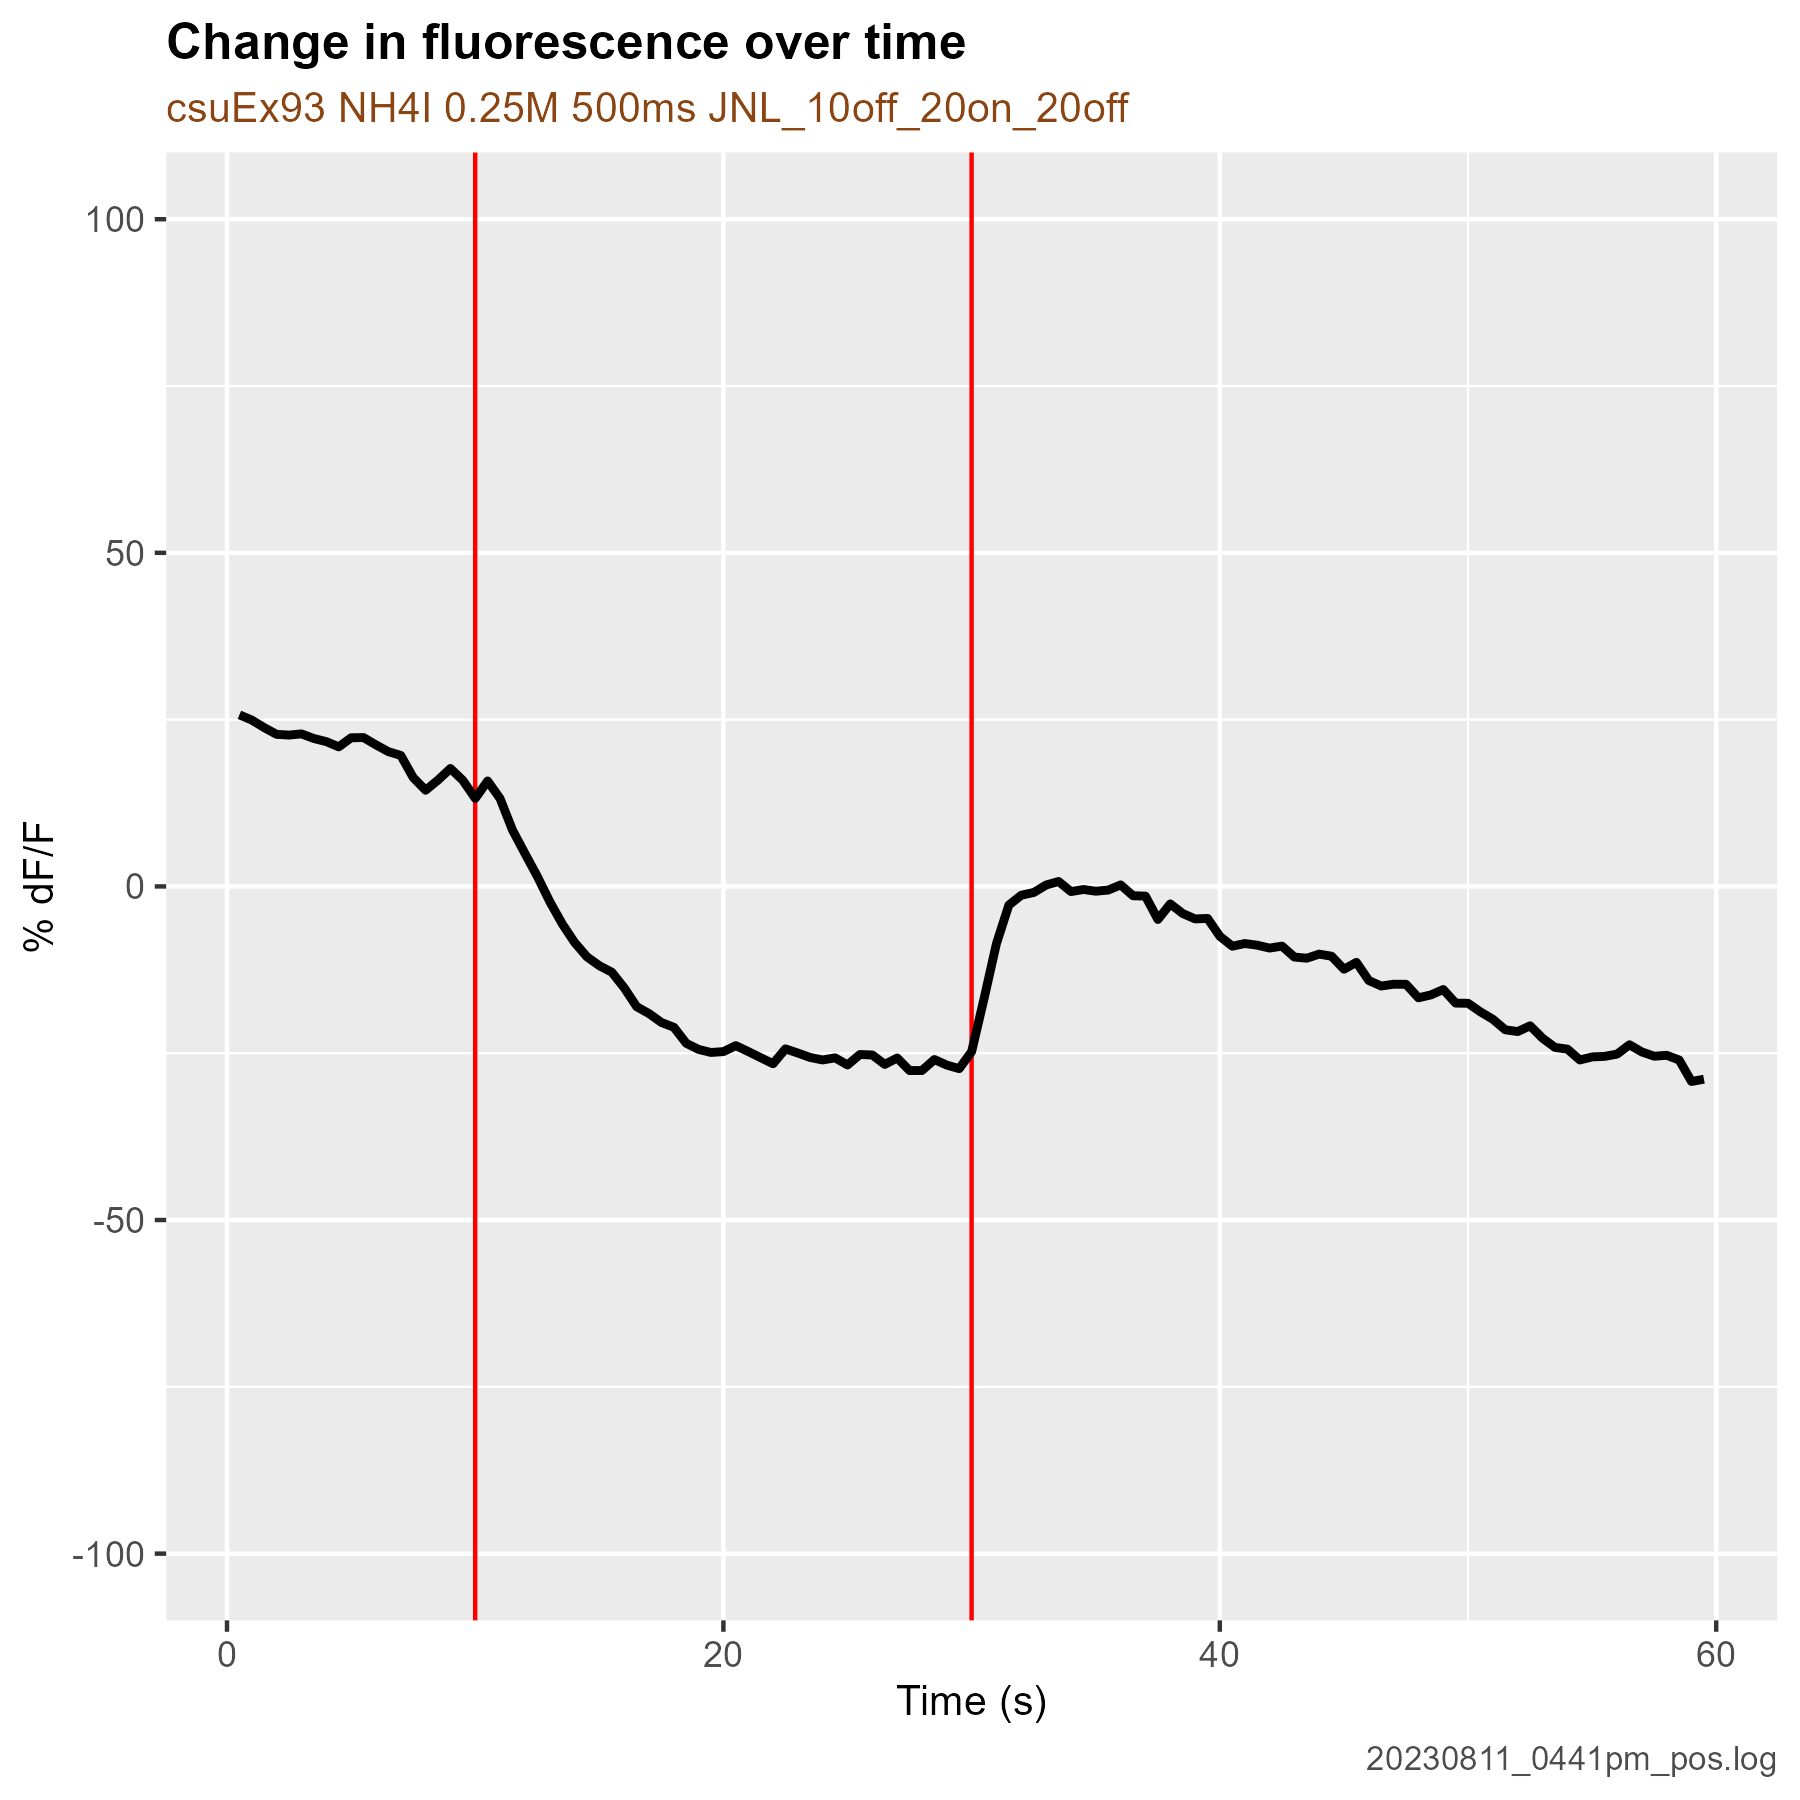 Change in fluorescence over time
csuEx93 NH4I 0.25M 500ms JNL_10off_20on_20off
100
50
0
-50
-100
% dF/F
0 20 40 60
Time (s)
20230811_0441pm_pos.log